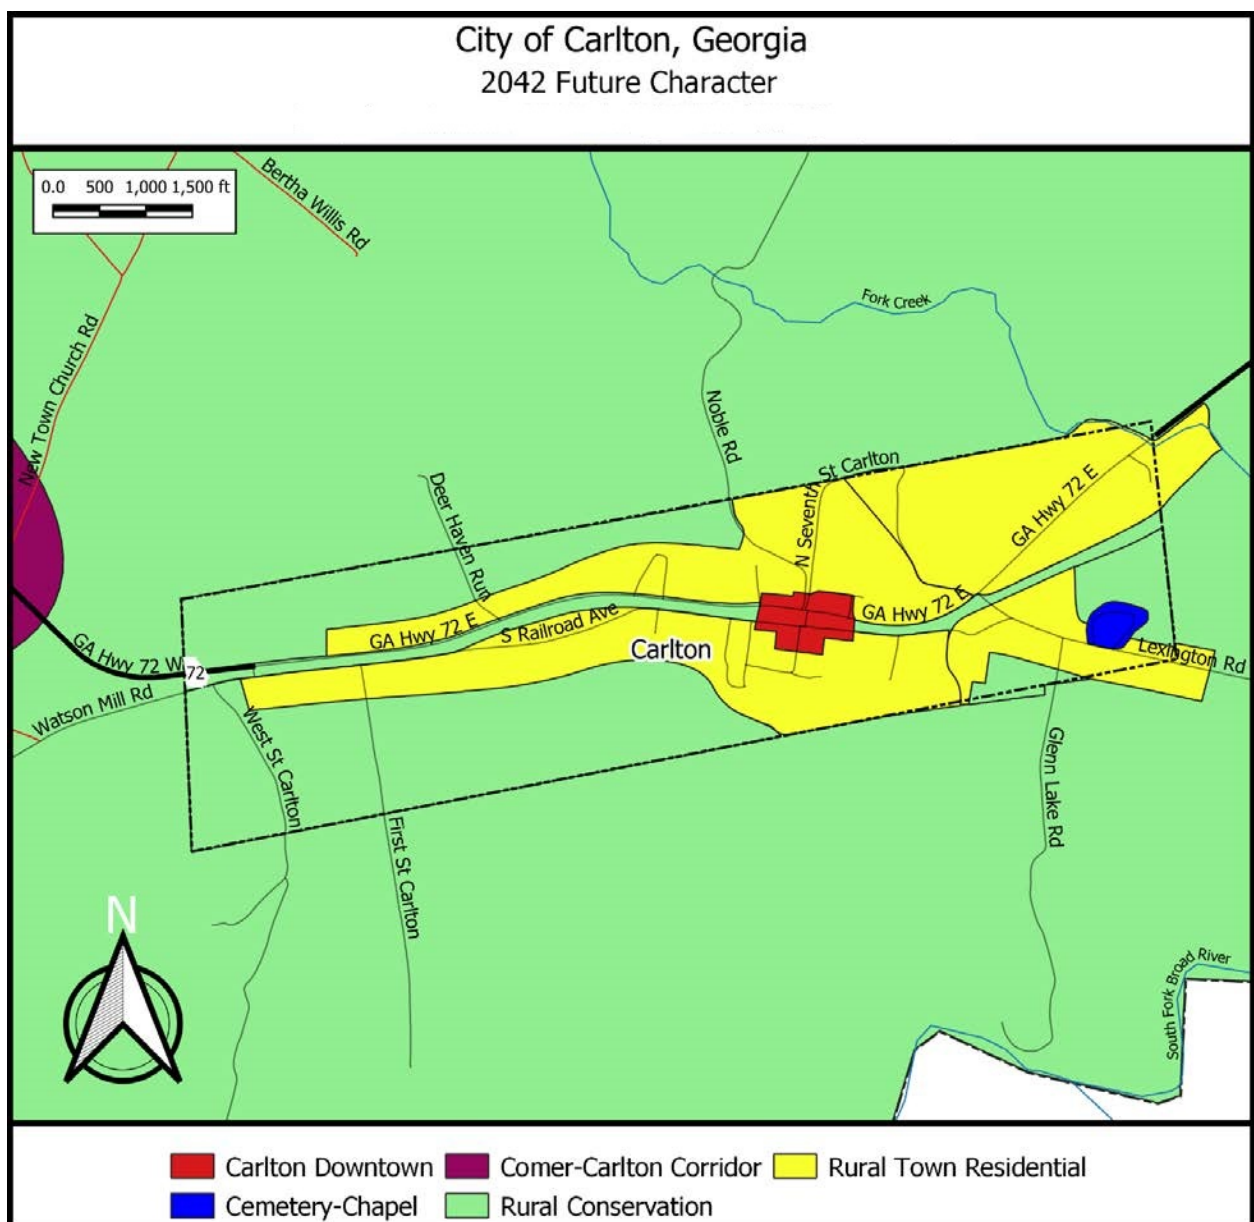 City of Carlton, Georgia
2042 Future Character
0.0 500 1,000 1,500 ft
Bertha Willis Rd
New Town Church Rd
Fork Creek
Noble Rd
N Seventh St Carlton
Deer Haven Run
GA Hwy 72 E
GA Hwy 72 E
GA Hwy 72 E
S Railroad Ave
Carlton
Lexington Rd
GA Hwy 72 W
72
Watson Mill Rd
West St Carlton
First St Carlton
Glenn Lake Rd
South Fork Broad River
N
Carlton Downtown
Comer-Carlton Corridor
Rural Town Residential
Cemetery-Chapel
Rural Conservation